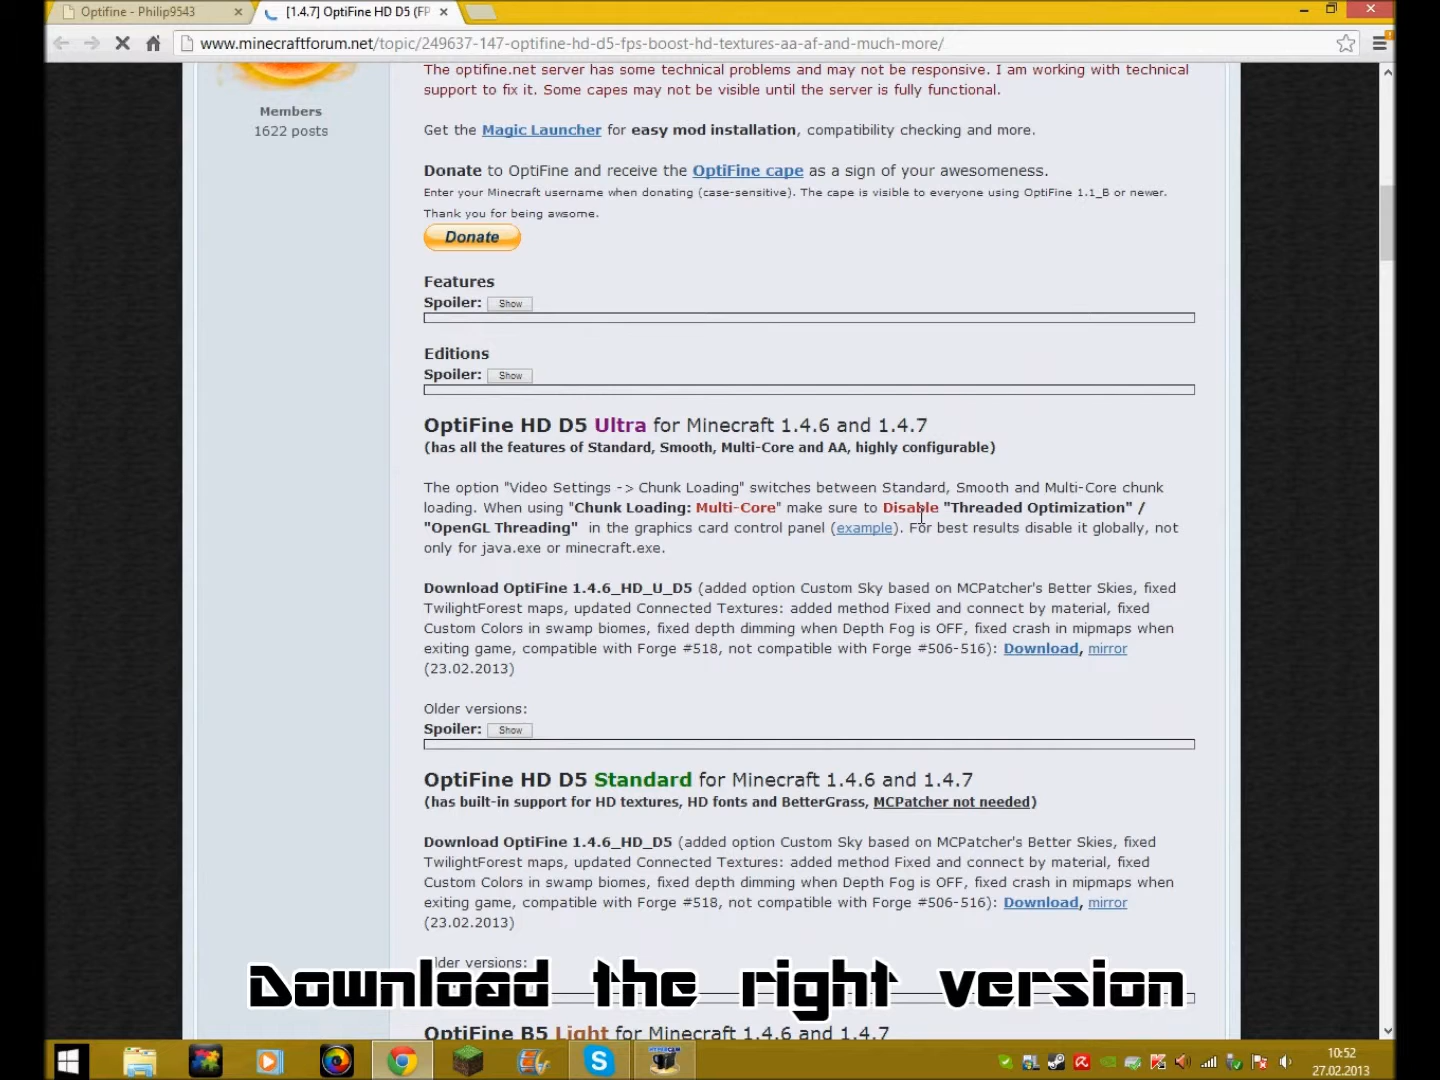 Optifine - Philip9543
[1.4.7] OptiFine HD D5 (FP
www.minecraftforum.net/topic/249637-147-optifine-hd-d5-fps-boost-hd-textures-aa-af-and-much-more/
Members
1622 posts
The optifine.net server has some technical problems and may not be responsive. I am working with technical
support to fix it. Some capes may not be visible until the server is fully functional.
Get the Magic Launcher for easy mod installation, compatibility checking and more.
Donate to OptiFine and receive the OptiFine cape as a sign of your awesomeness.
Enter your Minecraft username when donating (case-sensitive). The cape is visible to everyone using OptiFine 1.1_B or newer.
Thank you for being awsome.
Donate
Features
Spoiler: Show
Editions
Spoiler: Show
OptiFine HD D5 Ultra for Minecraft 1.4.6 and 1.4.7
(has all the features of Standard, Smooth, Multi-Core and AA, highly configurable)
The option "Video Settings -> Chunk Loading" switches between Standard, Smooth and Multi-Core chunk
loading. When using "Chunk Loading: Multi-Core" make sure to Disable "Threaded Optimization" /
"OpenGL Threading" in the graphics card control panel (example). For best results disable it globally, not
only for java.exe or minecraft.exe.
Download OptiFine 1.4.6_HD_U_D5 (added option Custom Sky based on MCPatcher's Better Skies, fixed
TwilightForest maps, updated Connected Textures: added method Fixed and connect by material, fixed
Custom Colors in swamp biomes, fixed depth dimming when Depth Fog is OFF, fixed crash in mipmaps when
exiting game, compatible with Forge #518, not compatible with Forge #506-516): Download, mirror
(23.02.2013)
Older versions:
Spoiler: Show
OptiFine HD D5 Standard for Minecraft 1.4.6 and 1.4.7
(has built-in support for HD textures, HD fonts and BetterGrass, MCPatcher not needed)
Download OptiFine 1.4.6_HD_D5 (added option Custom Sky based on MCPatcher's Better Skies, fixed
TwilightForest maps, updated Connected Textures: added method Fixed and connect by material, fixed
Custom Colors in swamp biomes, fixed depth dimming when Depth Fog is OFF, fixed crash in mipmaps when
exiting game, compatible with Forge #518, not compatible with Forge #506-516): Download, mirror
(23.02.2013)
Older versions:
Download the right version
OptiFine B5 Light for Minecraft 1.4.6 and 1.4.7
10:52
27.02.2013